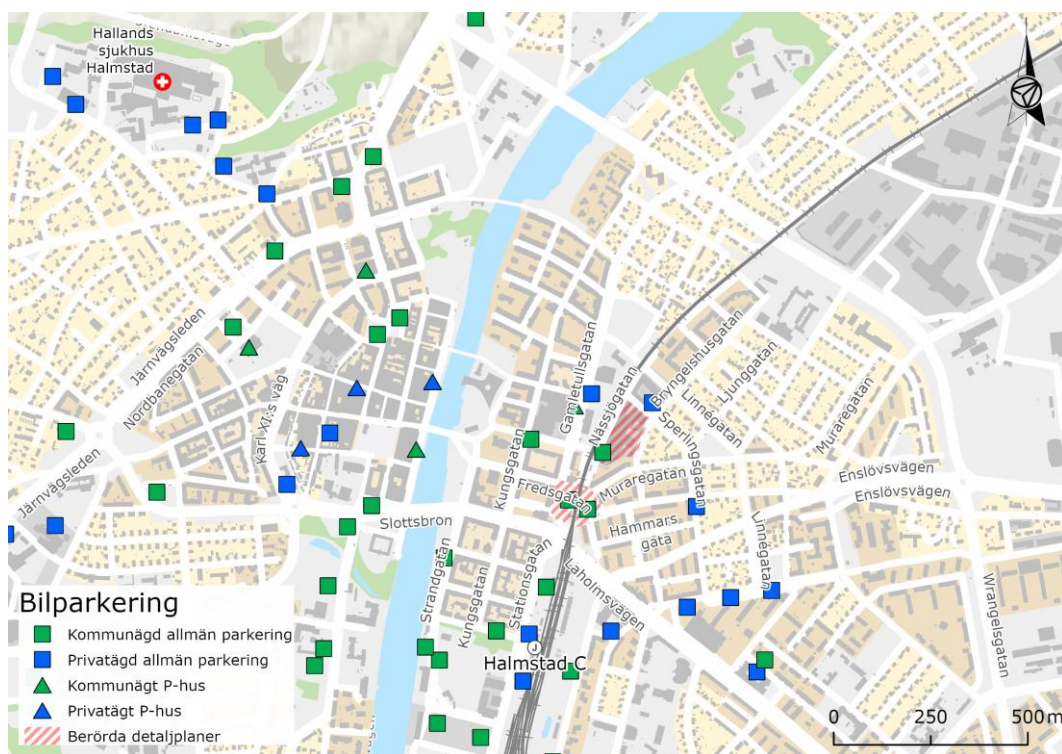 Hallands
sjukhus
Halmstad
Järnvägsleden
Nordbanegatan
Karl XI:s väg
Järnvägsleden
Slottsbron
Strandgatan
Kungsgatan
Kungsgatan
Stationsgatan
Fredsgatan
Gamletullsgatan
Nässjögatan
Bryngelshusgatan
Linnégatan
Ljunggatan
Sperlingsgatan
Muraregatan
Muraregatan
Enslövsvägen
Enslövsvägen
Hammars
gata
Linnégatan
Laholmsvägen
Wrangelsgatan
J
Halmstad C
Bilparkering
Kommunägd allmän parkering
Privatägd allmän parkering
Kommunägt P-hus
Privatägt P-hus
Berörda detaljplaner
0 250 500 m